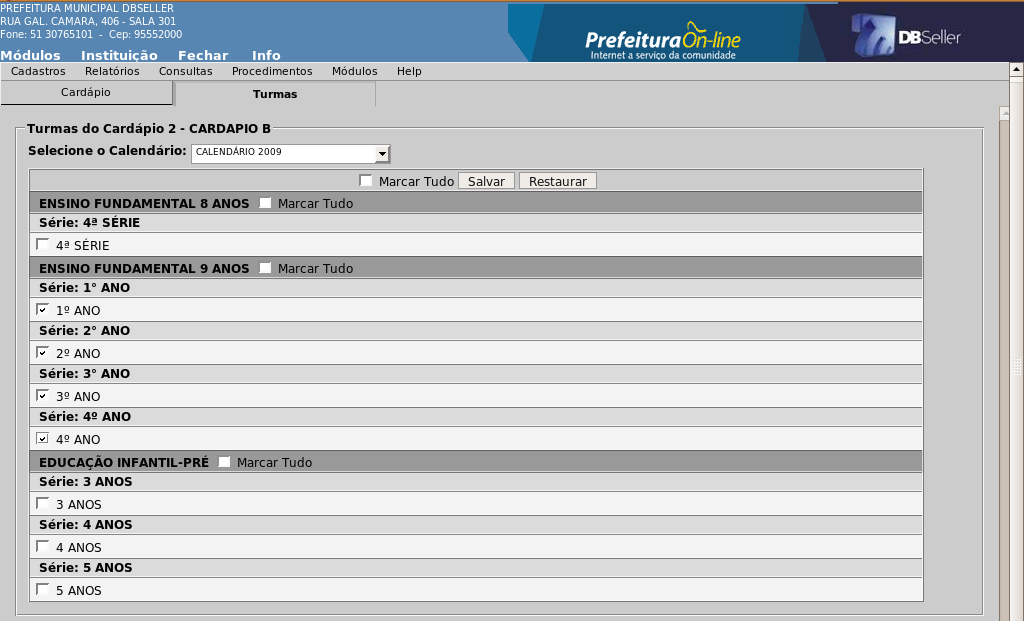 PREFEITURA MUNICIPAL DBSELLER
RUA GAL. CAMARA, 406 - SALA 301
Fone: 51 30765101 - Cep: 95552000
Prefeitura On-line
Internet a serviço da comunidade
DBSeller
Módulos Instituição Fechar Info
Cadastros Relatórios Consultas Procedimentos Módulos Help
Cardápio Turmas
Turmas do Cardápio 2 - CARDAPIO B
Selecione o Calendário: CALENDÁRIO 2009
Marcar Tudo Salvar Restaurar
ENSINO FUNDAMENTAL 8 ANOS Marcar Tudo
Série: 4ª SÉRIE
4ª SÉRIE
ENSINO FUNDAMENTAL 9 ANOS Marcar Tudo
Série: 1° ANO
1º ANO
Série: 2° ANO
2º ANO
Série: 3° ANO
3º ANO
Série: 4º ANO
4º ANO
EDUCAÇÃO INFANTIL-PRÉ Marcar Tudo
Série: 3 ANOS
3 ANOS
Série: 4 ANOS
4 ANOS
Série: 5 ANOS
5 ANOS